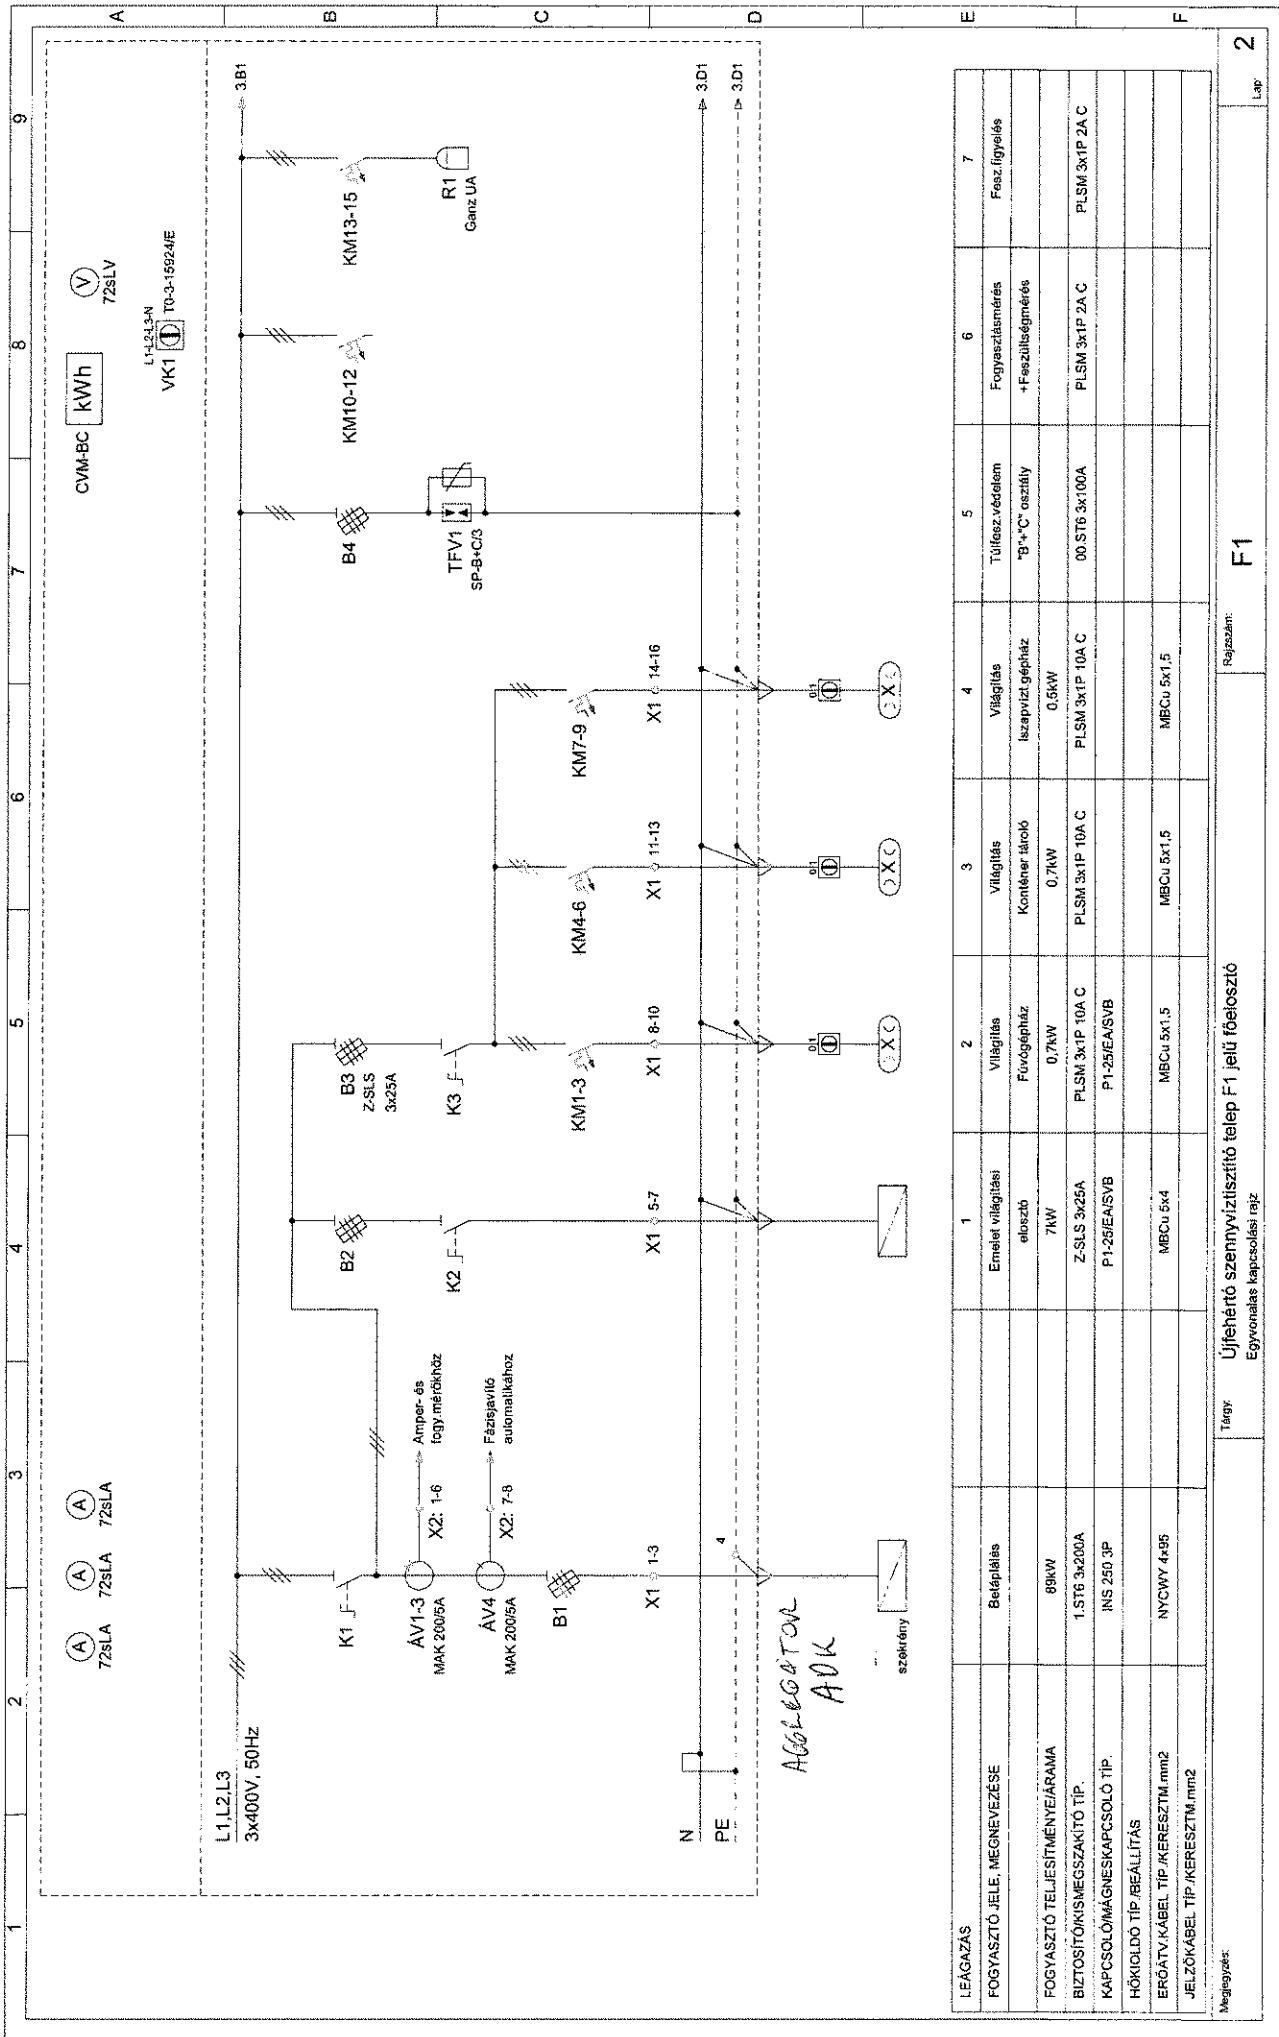 1 2 3 4 5 6 7 8 9
A
B
C
D
E
F
A
72sLA
A
72sLA
A
72sLA
CVM-BC kWh
V
72sLV
L1-L2-L3-N
VK1 T0-3-15924/E
L1,L2,L3
3x400V, 50Hz
3.B1
K1
ÁV1-3
MAK 200/5A
X2: 1-6
Amper- és
fogy.mérőkhöz
ÁV4
MAK 200/5A
X2: 7-8
Fázisjavító
automatikához
B1
X1 1-3
4
B2
K2
X1 5-7
B3
Z-SLS
3x25A
K3
KM1-3
X1 8-10
KM4-6
X1 11-13
KM7-9
X1 14-16
B4
TFV1
SP-B+C/3
KM10-12
KM13-15
R1
Ganz UA
N
PE
3.D1
3.D1
0-1
0-1
0-1
X
X
X
szekrény
LEÁGAZÁS 1 2 3 4 5 6 7
FOGYASZTÓ JELE, MEGNEVEZÉSE Betáplálás Emelet világítási Világítás Világítás Világítás Túlfesz.védelem Fogyasztásmérés Fesz.figyelés
elosztó Fúvógépház Konténer tároló Iszapvízt.gépház "B"+"C" osztály +Feszültségmérés
FOGYASZTÓ TELJESÍTMÉNYE/ÁRAMA 89kW 7kW 0,7kW 0,7kW 0,5kW
BIZTOSÍTÓ/KISMEGSZAKÍTÓ TÍP. 1.ST6 3x200A Z-SLS 3x25A PLSM 3x1P 10A C PLSM 3x1P 10A C PLSM 3x1P 10A C 00.ST6 3x100A PLSM 3x1P 2A C PLSM 3x1P 2A C
KAPCSOLÓ/MÁGNESKAPCSOLÓ TÍP. INS 250 3P P1-25/EA/SVB P1-25/EA/SVB
HŐKIOLDÓ TÍP./BEÁLLÍTÁS
ERŐÁTV.KÁBEL TÍP./KERESZTM.mm2 NYCWY 4x95 MBCu 5x4 MBCu 5x1,5 MBCu 5x1,5 MBCu 5x1,5
JELZŐKÁBEL TÍP./KERESZTM.mm2
Megjegyzés:
Tárgy: Újfehértó szennyvíztisztító telep F1 jelű főelosztó
Egyvonalas kapcsolási rajz
Rajzszám: F1
Lap: 2